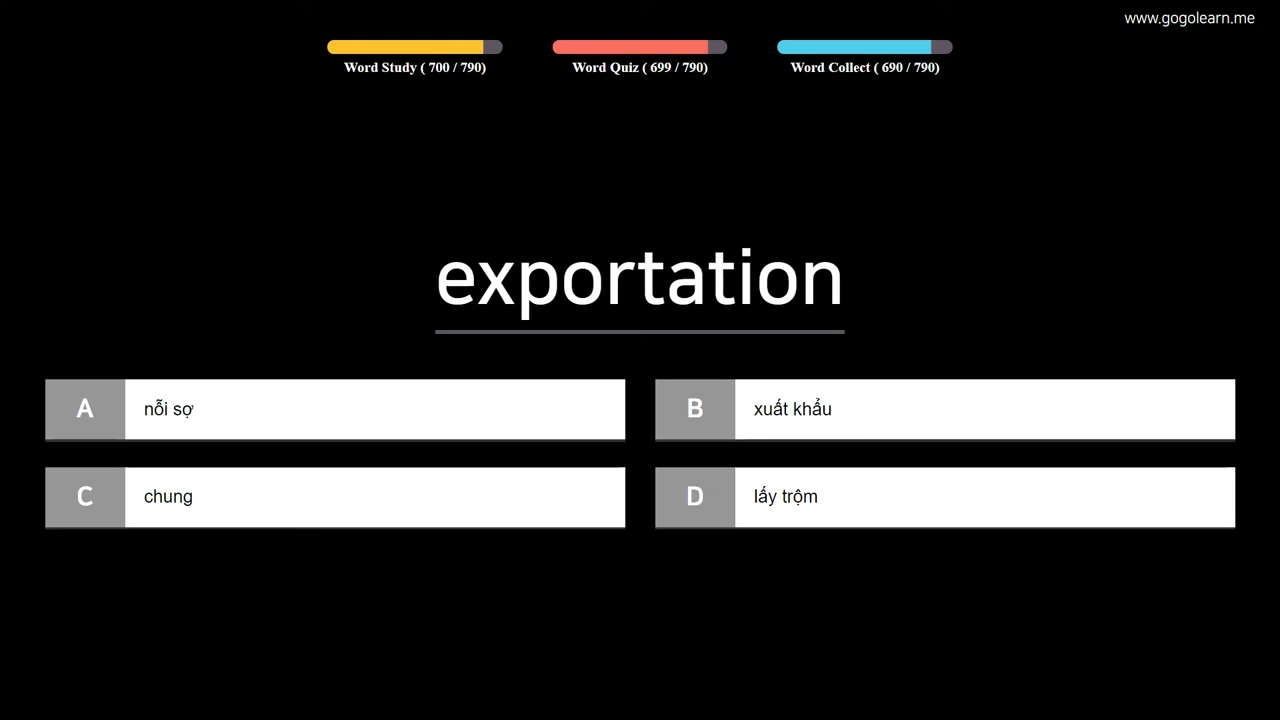 www.gogolearn.me
Word Study ( 700 / 790)
Word Quiz ( 699 / 790)
Word Collect ( 690 / 790)
exportation
A nỗi sợ
B xuất khẩu
C chung
D lấy trộm